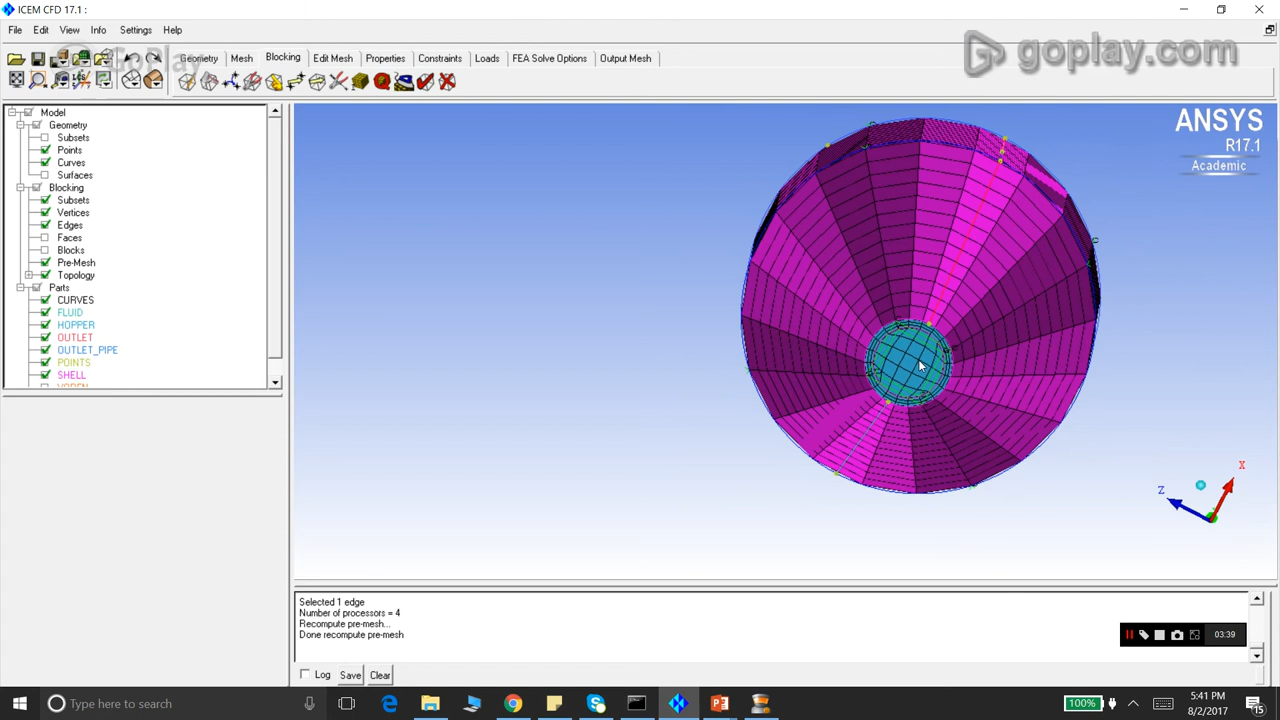 ICEM CFD 17.1 :
File Edit View Info Settings Help
GoPlay
goplay.com
Geometry Mesh Blocking Edit Mesh Properties Constraints Loads FEA Solve Options Output Mesh
Model
Geometry
Subsets
Points
Curves
Surfaces
Blocking
Subsets
Vertices
Edges
Faces
Blocks
Pre-Mesh
Topology
Parts
CURVES
FLUID
HOPPER
OUTLET
OUTLET_PIPE
POINTS
SHELL
ANSYS
R17.1
Academic
X
Z
Selected 1 edge
Number of processors = 4
Recompute pre-mesh...
Done recompute pre-mesh
03:39
Log Save Clear
Type here to search
100%
5:41 PM
8/2/2017
15